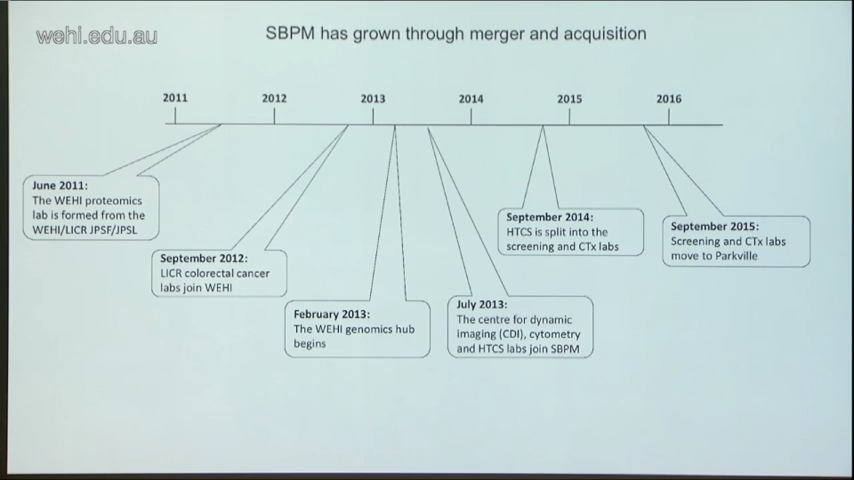 wehi.edu.au
SBPM has grown through merger and acquisition
2011 2012 2013 2014 2015 2016
June 2011:
The WEHI proteomics
lab is formed from the
WEHI/LICR JPSF/JPSL
September 2012:
LICR colorectal cancer
labs join WEHI
February 2013:
The WEHI genomics hub
begins
July 2013:
The centre for dynamic
imaging (CDI), cytometry
and HTCS labs join SBPM
September 2014:
HTCS is split into the
screening and CTx labs
September 2015:
Screening and CTx labs
move to Parkville